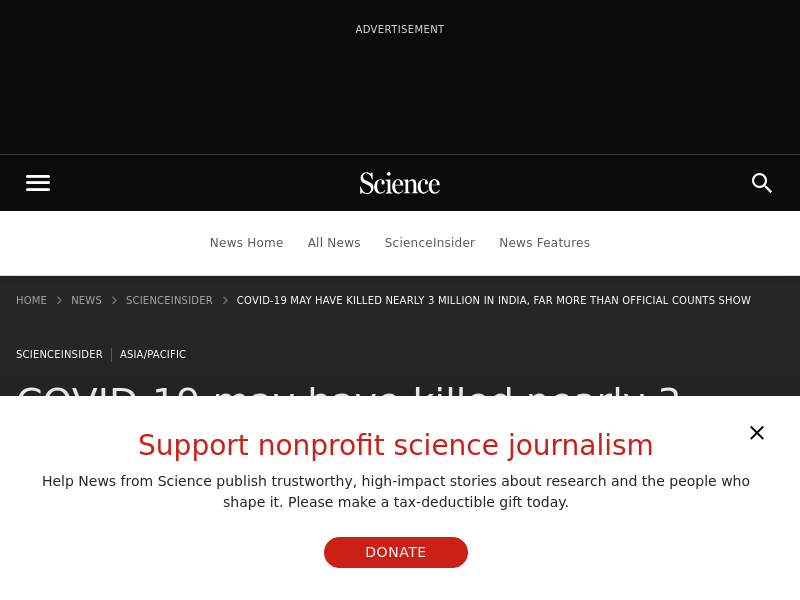 ADVERTISEMENT
Science
News Home All News ScienceInsider News Features
HOME NEWS SCIENCEINSIDER COVID-19 MAY HAVE KILLED NEARLY 3 MILLION IN INDIA, FAR MORE THAN OFFICIAL COUNTS SHOW
SCIENCEINSIDER ASIA/PACIFIC
COVID-19 may have killed nearly 3
Support nonprofit science journalism
Help News from Science publish trustworthy, high-impact stories about research and the people who
shape it. Please make a tax-deductible gift today.
DONATE